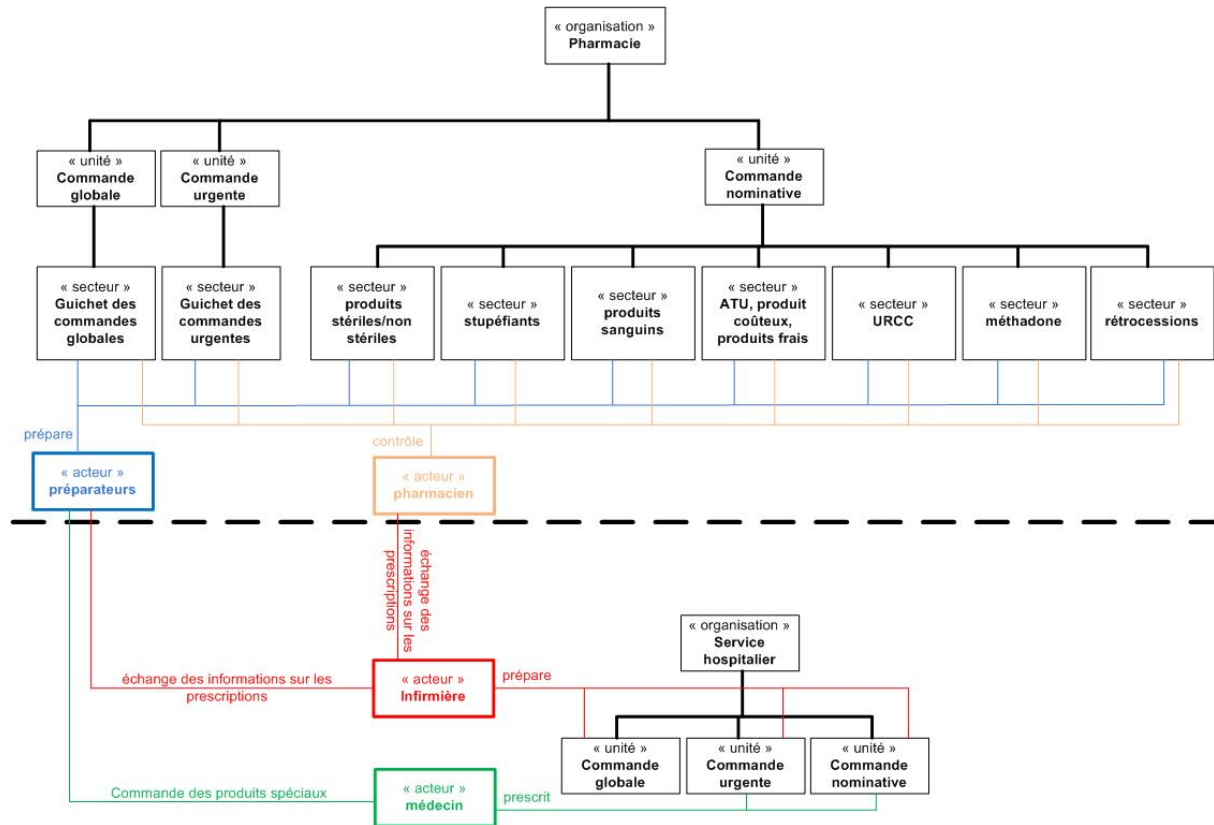 « organisation »
Pharmacie
« unité »
Commande
globale
« unité »
Commande
urgente
« unité »
Commande
nominative
« secteur »
Guichet des
commandes
globales
« secteur »
Guichet des
commandes
urgentes
« secteur »
produits
stériles/non
stériles
« secteur »
stupéfiants
« secteur »
produits
sanguins
« secteur »
ATU, produit
coûteux,
produits frais
« secteur »
URCC
« secteur »
méthadone
« secteur »
rétrocessions
prépare
contrôle
« acteur »
préparateurs
« acteur »
pharmacien
échange des
informations sur les
prescriptions
« organisation »
Service
hospitalier
échange des informations sur les
prescriptions
« acteur »
Infirmière
prépare
« unité »
Commande
globale
« unité »
Commande
urgente
« unité »
Commande
nominative
Commande des produits spéciaux
« acteur »
médecin
prescrit